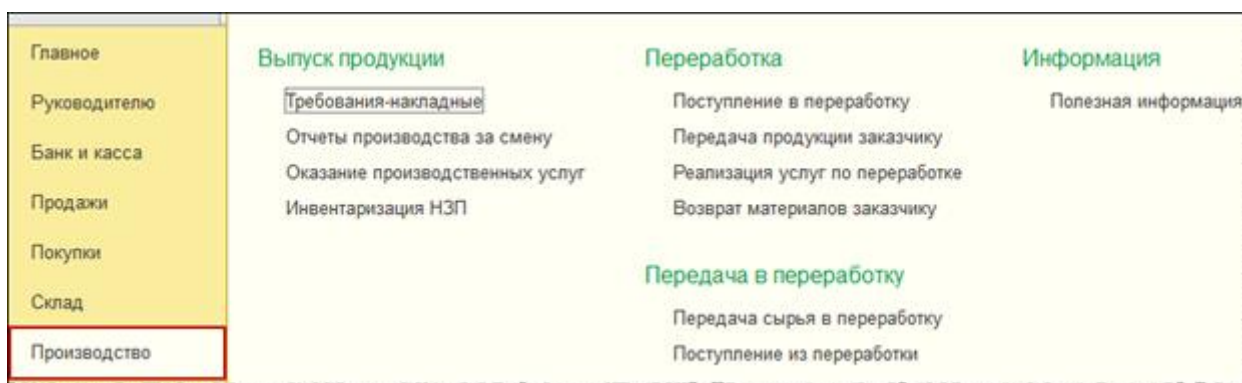 Главное
Руководителю
Банк и касса
Продажи
Покупки
Склад
Производство
Выпуск продукции
Требования-накладные
Отчеты производства за смену
Оказание производственных услуг
Инвентаризация НЗП
Переработка
Поступление в переработку
Передача продукции заказчику
Реализация услуг по переработке
Возврат материалов заказчику
Передача в переработку
Передача сырья в переработку
Поступление из переработки
Информация
Полезная информация